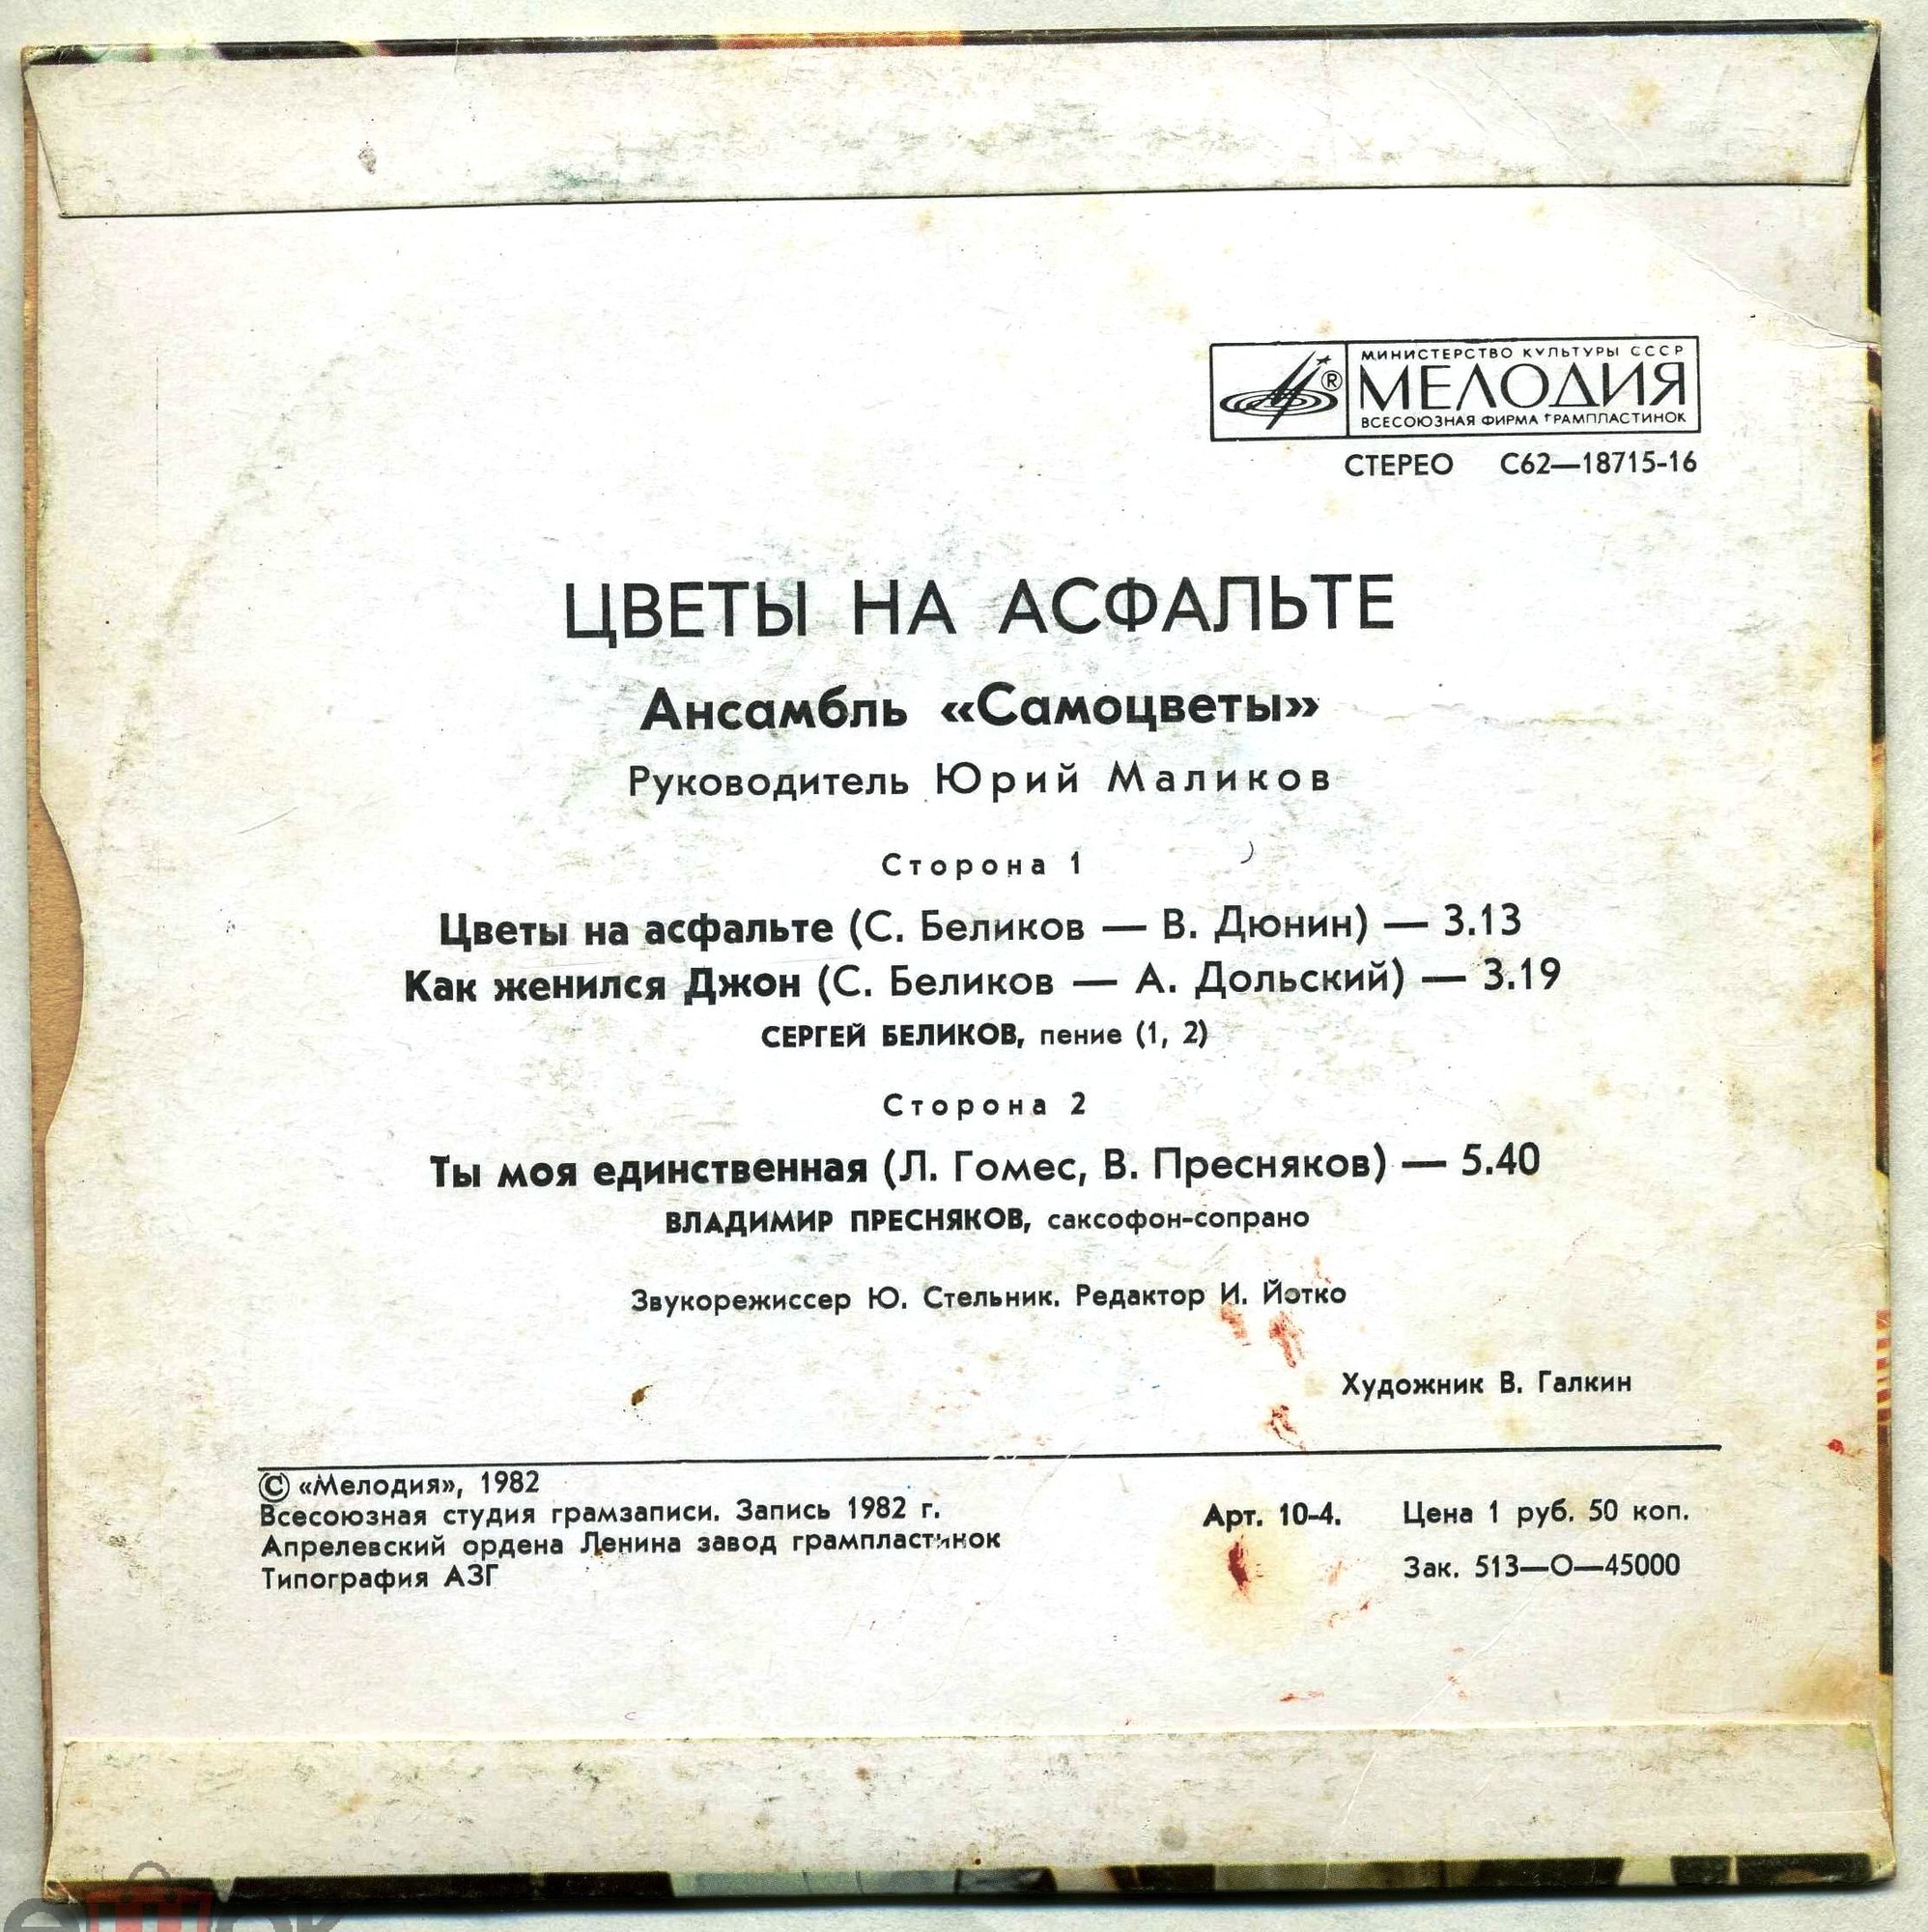 МИНИСТЕРСТВО КУЛЬТУРЫ СССР
МЕЛОДИЯ
ВСЕСОЮЗНАЯ ФИРМА ГРАМПЛАСТИНОК
®
СТЕРЕО С62—18715-16
ЦВЕТЫ НА АСФАЛЬТЕ
Ансамбль «Самоцветы»
Руководитель Юрий Маликов
Сторона 1
Цветы на асфальте (С. Беликов — В. Дюнин) — 3.13
Как женился Джон (С. Беликов — А. Дольский) — 3.19
СЕРГЕЙ БЕЛИКОВ, пение (1, 2)
Сторона 2
Ты моя единственная (Л. Гомес, В. Пресняков) — 5.40
ВЛАДИМИР ПРЕСНЯКОВ, саксофон-сопрано
Звукорежиссер Ю. Стельник. Редактор И. Йотко
Художник В. Галкин
© «Мелодия», 1982
Всесоюзная студия грамзаписи. Запись 1982 г.
Апрелевский ордена Ленина завод грампластинок
Типография АЗГ
Арт. 10-4. Цена 1 руб. 50 коп.
Зак. 513—О—45000